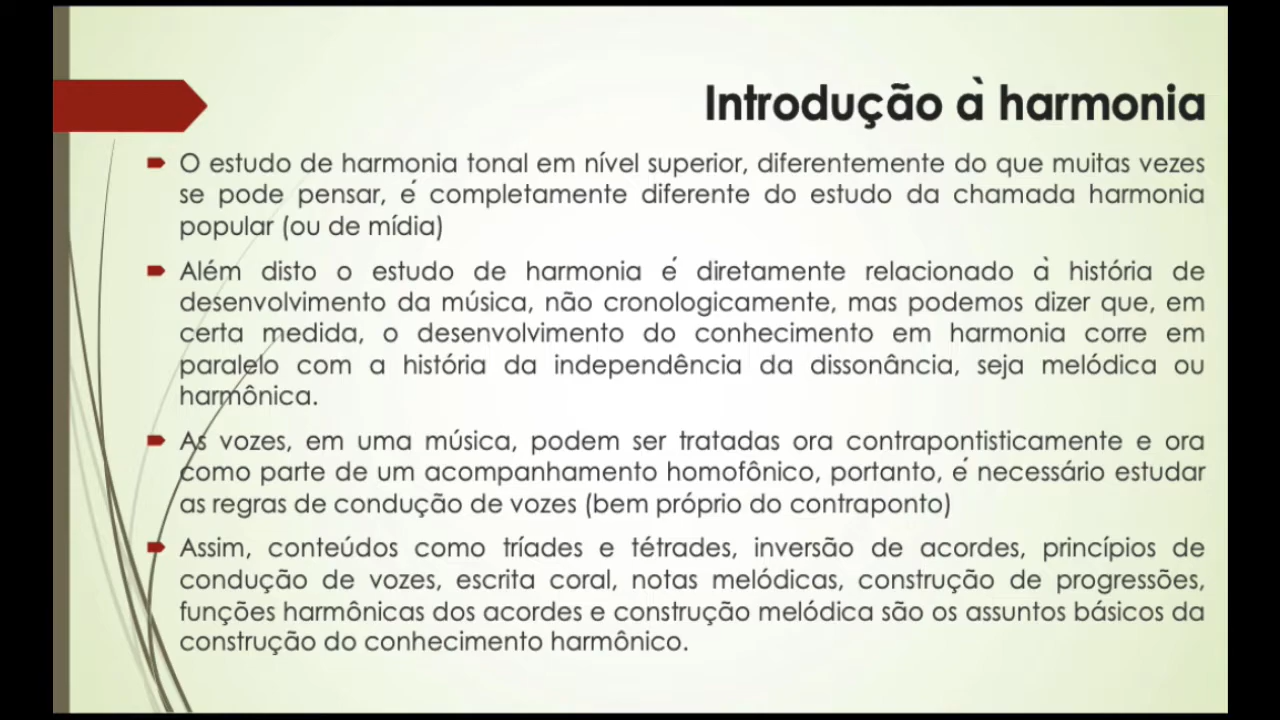 Introdução à harmonia
O estudo de harmonia tonal em nível superior, diferentemente do que muitas vezes
se pode pensar, é completamente diferente do estudo da chamada harmonia
popular (ou de mídia)
Além disto o estudo de harmonia é diretamente relacionado à história de
desenvolvimento da música, não cronologicamente, mas podemos dizer que, em
certa medida, o desenvolvimento do conhecimento em harmonia corre em
paralelo com a história da independência da dissonância, seja melódica ou
harmônica.
As vozes, em uma música, podem ser tratadas ora contrapontisticamente e ora
como parte de um acompanhamento homofônico, portanto, é necessário estudar
as regras de condução de vozes (bem próprio do contraponto)
Assim, conteúdos como tríades e tétrades, inversão de acordes, princípios de
condução de vozes, escrita coral, notas melódicas, construção de progressões,
funções harmônicas dos acordes e construção melódica são os assuntos básicos da
construção do conhecimento harmônico.